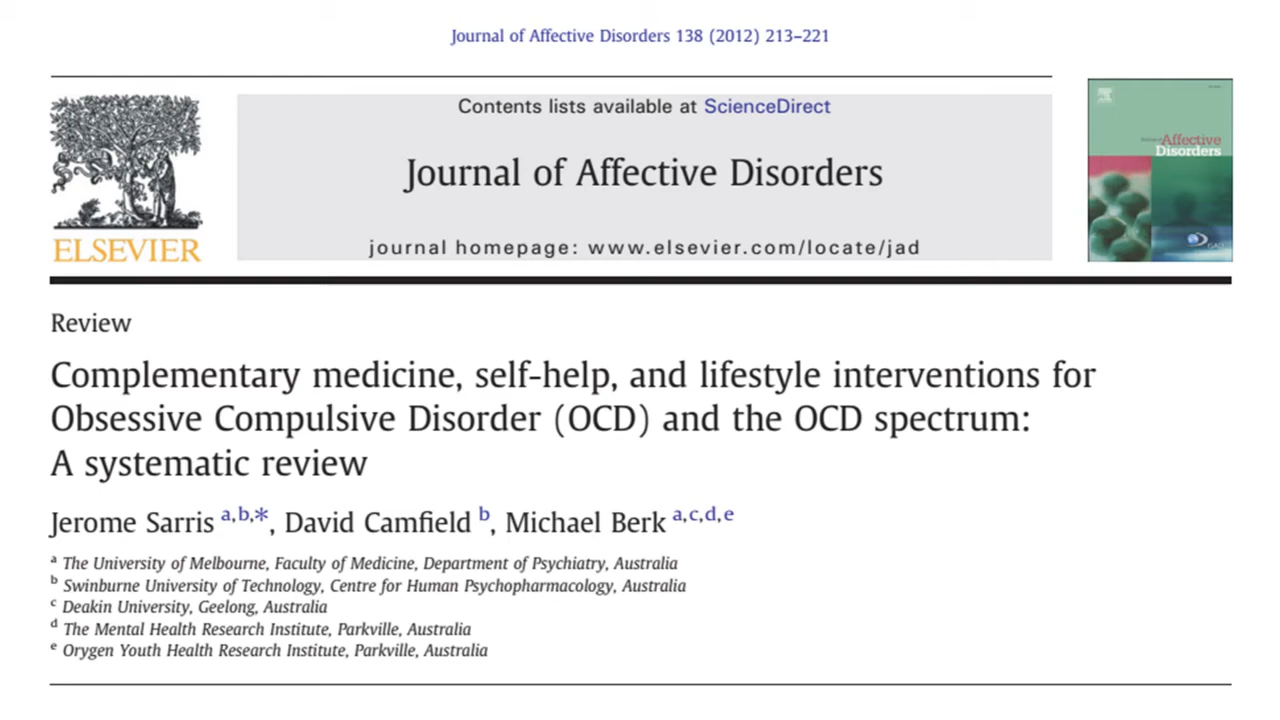 Journal of Affective Disorders 138 (2012) 213–221
Contents lists available at ScienceDirect
Journal of Affective Disorders
journal homepage: www.elsevier.com/locate/jad
ELSEVIER
Affective
Disorders
Review
Complementary medicine, self-help, and lifestyle interventions for
Obsessive Compulsive Disorder (OCD) and the OCD spectrum:
A systematic review
Jerome Sarris a,b,*, David Camfield b, Michael Berk a,c,d,e
a The University of Melbourne, Faculty of Medicine, Department of Psychiatry, Australia
b Swinburne University of Technology, Centre for Human Psychopharmacology, Australia
c Deakin University, Geelong, Australia
d The Mental Health Research Institute, Parkville, Australia
e Orygen Youth Health Research Institute, Parkville, Australia